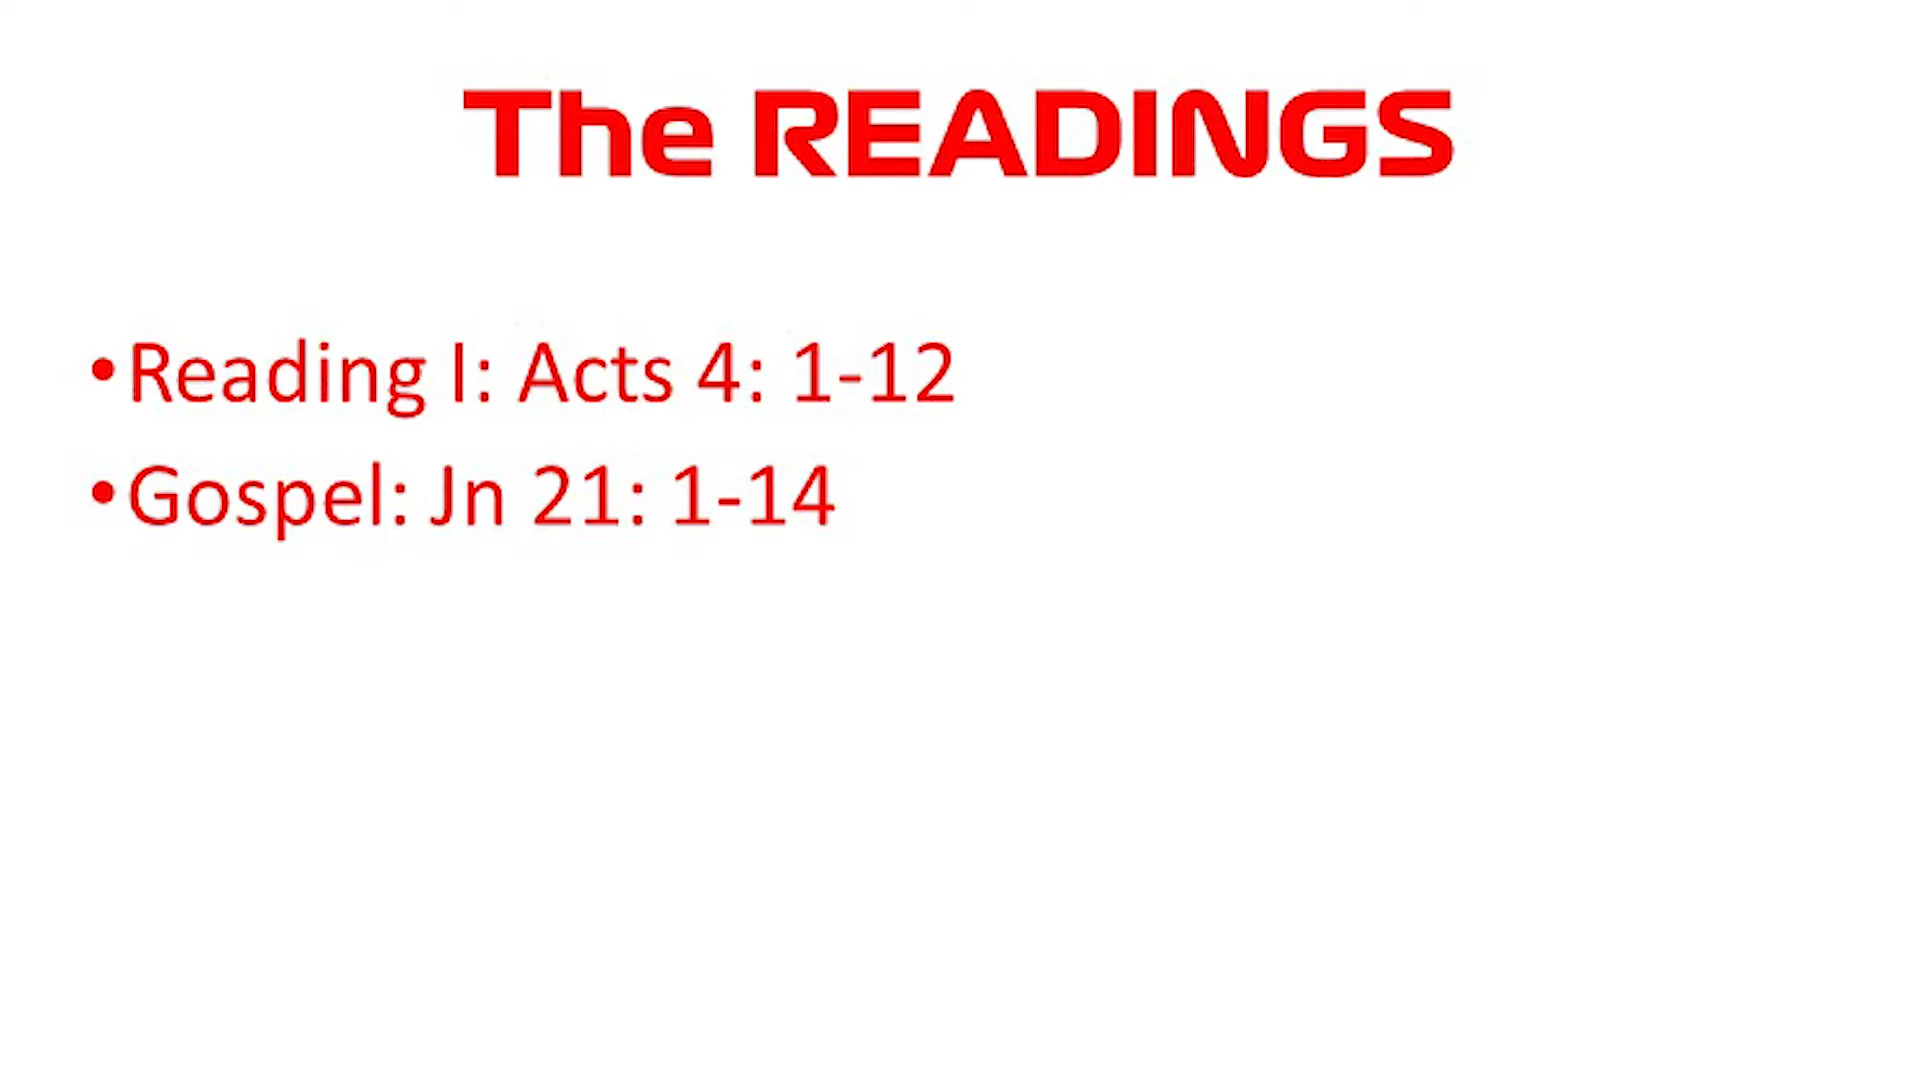 The READINGS
•Reading I: Acts 4: 1-12
•Gospel: Jn 21: 1-14